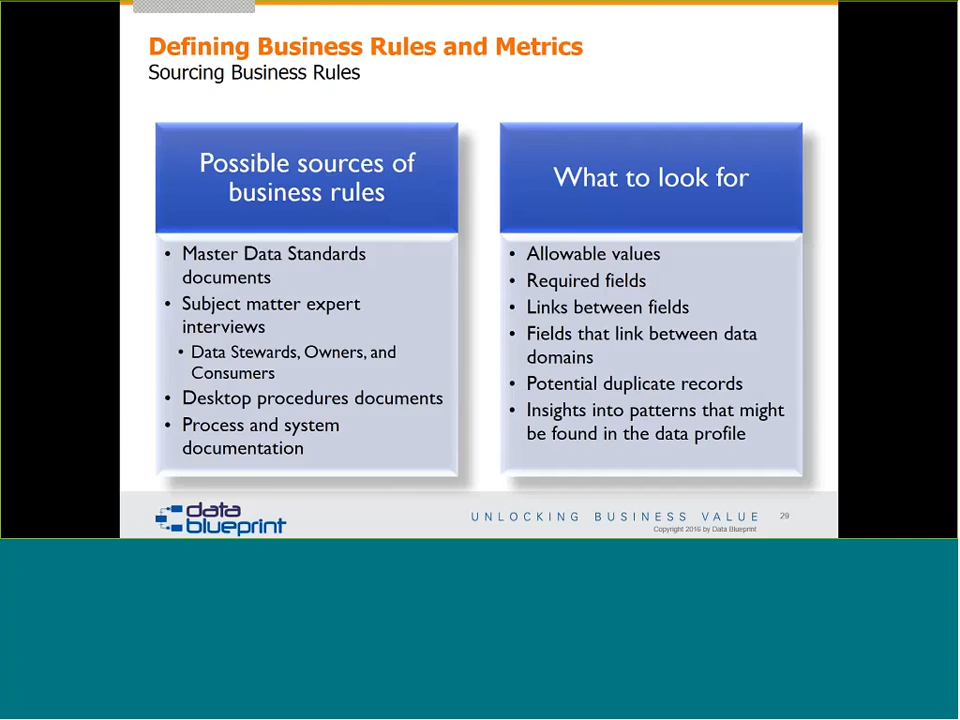 Defining Business Rules and Metrics
Sourcing Business Rules
Possible sources of
business rules
• Master Data Standards
documents
• Subject matter expert
interviews
• Data Stewards, Owners, and
Consumers
• Desktop procedures documents
• Process and system
documentation
What to look for
• Allowable values
• Required fields
• Links between fields
• Fields that link between data
domains
• Potential duplicate records
• Insights into patterns that might
be found in the data profile
data
blueprint
UNLOCKING BUSINESS VALUE
29
Copyright 2016 by Data Blueprint